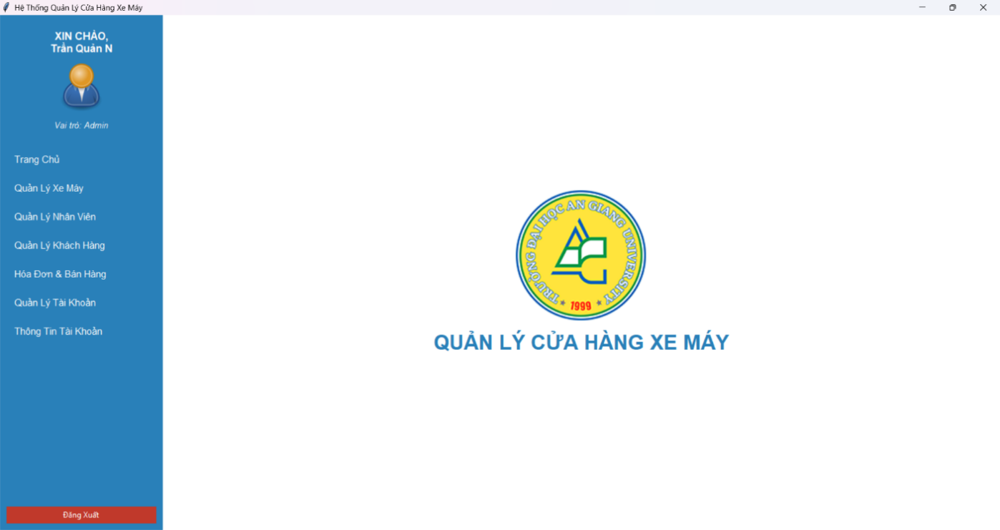 Hệ Thống Quản Lý Cửa Hàng Xe Máy
XIN CHÀO,
Trần Quản N
Vai trò: Admin
Trang Chủ
Quản Lý Xe Máy
Quản Lý Nhân Viên
Quản Lý Khách Hàng
Hóa Đơn & Bán Hàng
Quản Lý Tài Khoản
Thông Tin Tài Khoản
Đăng Xuất
TRƯỜNG ĐẠI HỌC AN GIANG UNIVERSITY
1999
QUẢN LÝ CỬA HÀNG XE MÁY